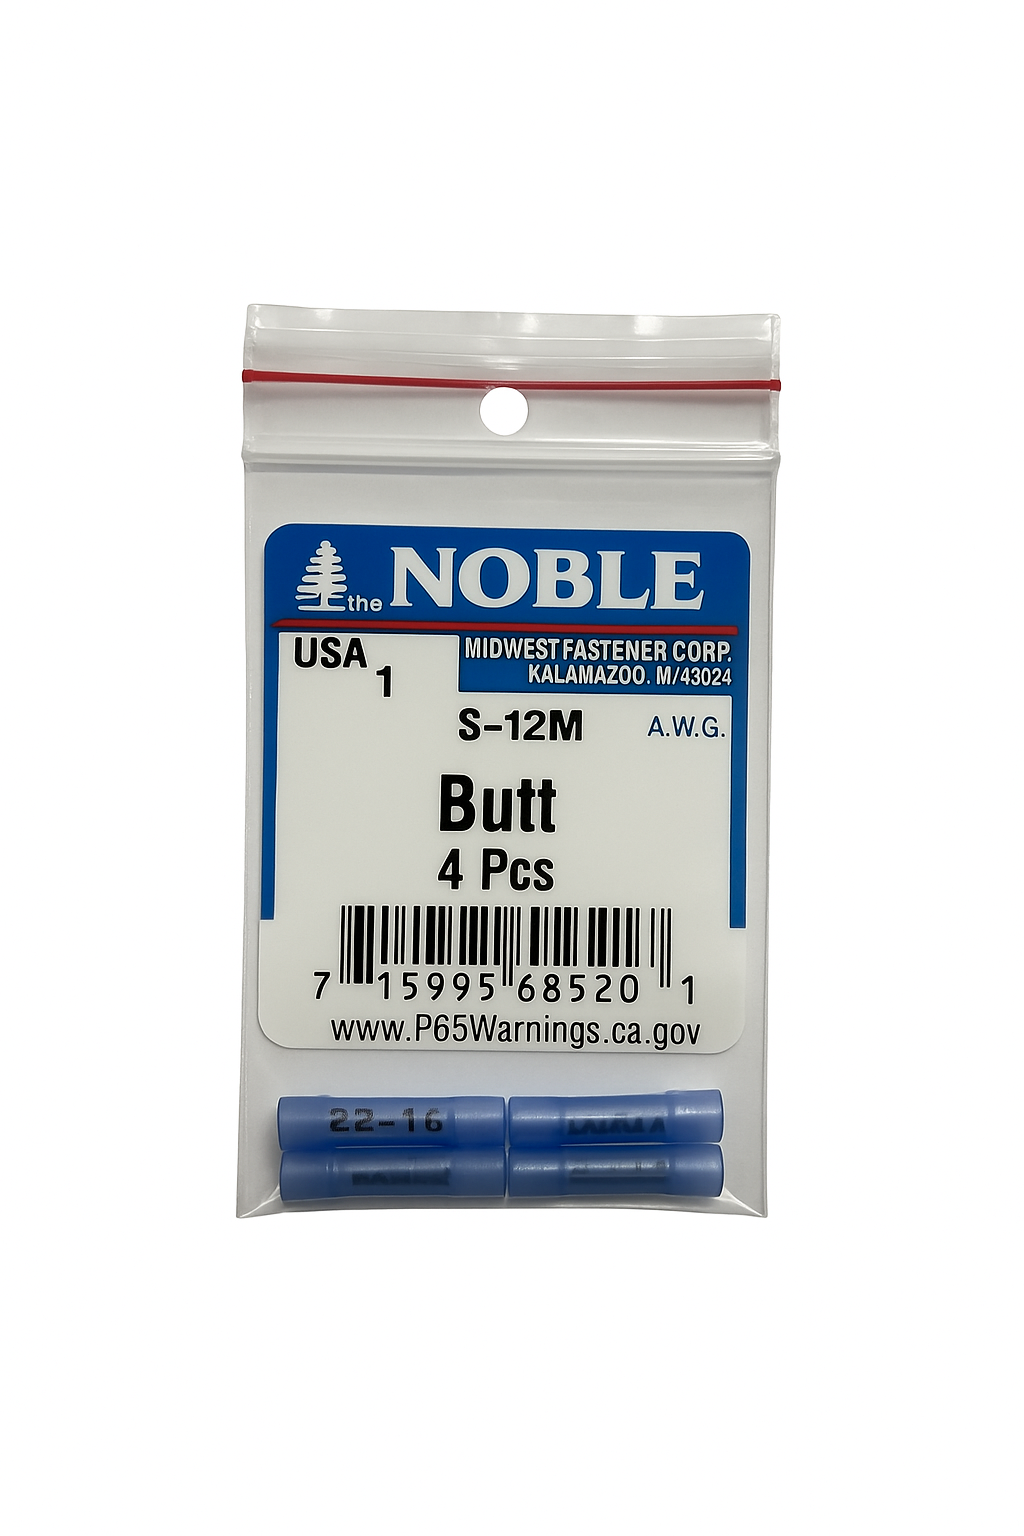 the NOBLE
USA 1
MIDWEST FASTENER CORP.
KALAMAZOO. M/43024
S-12M
A.W.G.
Butt
4 Pcs
7 15995 68520 1
www.P65Warnings.ca.gov
22-16